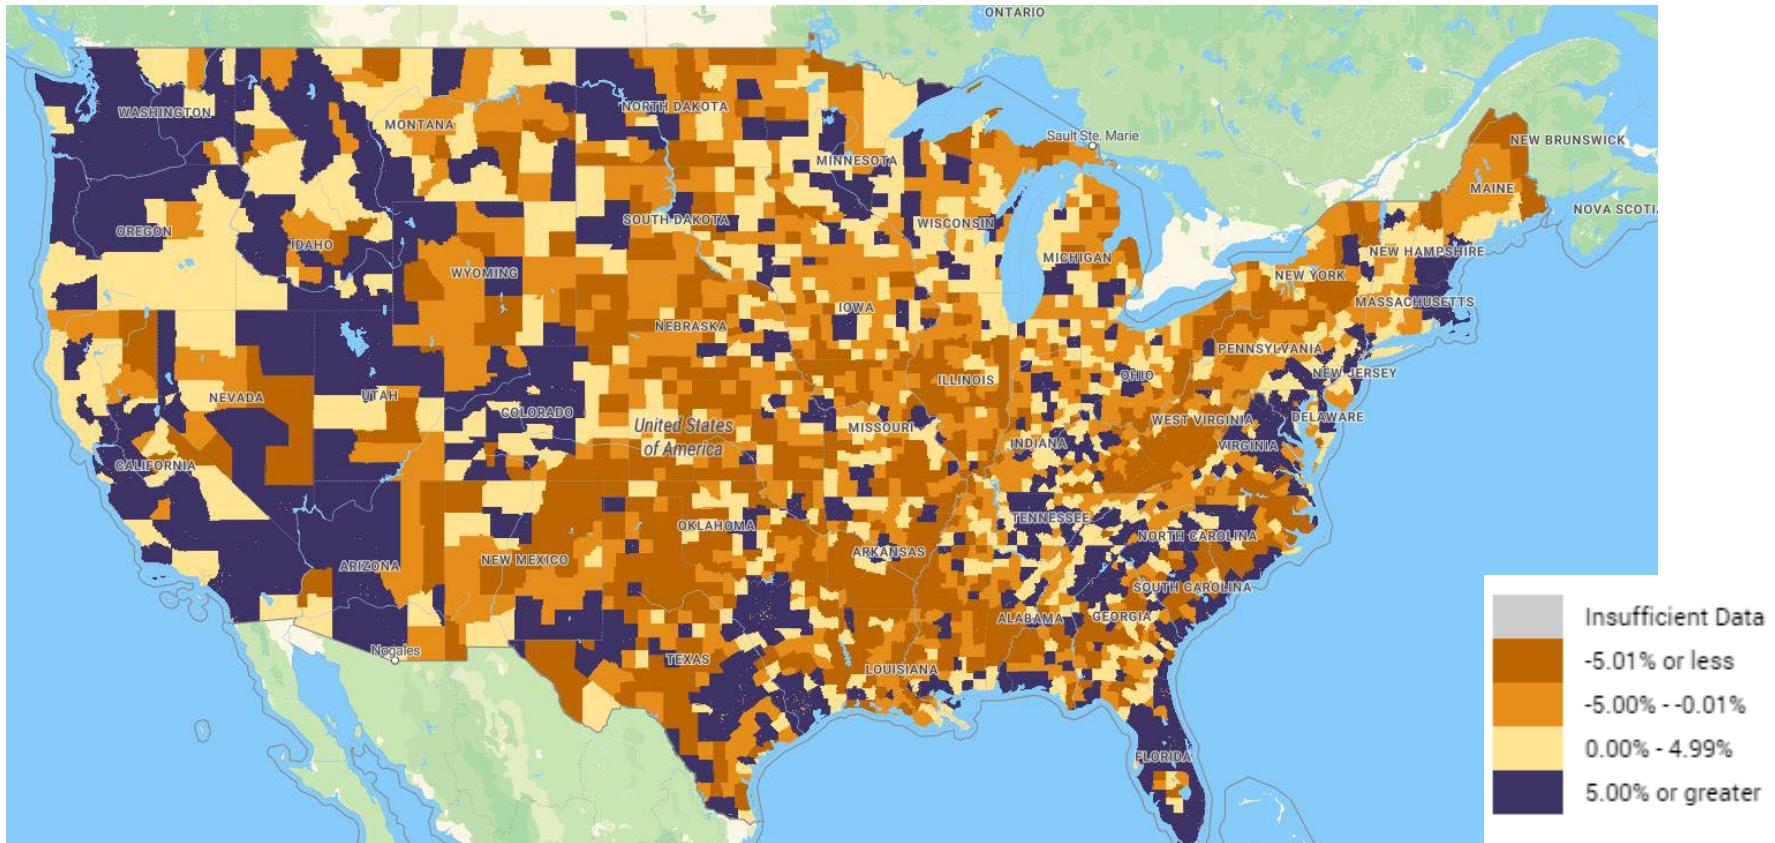 ONTARIO
WASHINGTON
MONTANA
NORTH DAKOTA
Sault Ste. Marie
NEW BRUNSWICK
MINNESOTA
MAINE
NOVA SCOTI
OREGON
IDAHO
SOUTH DAKOTA
WISCONSIN
MICHIGAN
NEW HAMPSHIRE
WYOMING
NEW YORK
MASSACHUSETTS
IOWA
NEBRASKA
PENNSYLVANIA
NEVADA
UTAH
COLORADO
ILLINOIS
OHIO
NEW JERSEY
United States
of America
MISSOURI
INDIANA
WEST VIRGINIA
DELAWARE
VIRGINIA
CALIFORNIA
OKLAHOMA
TENNESSEE
NORTH CAROLINA
ARIZONA
NEW MEXICO
ARKANSAS
SOUTH CAROLINA
ALABAMA
GEORGIA
Nogales
TEXAS
LOUISIANA
FLORIDA
Insufficient Data
-5.01% or less
-5.00% - -0.01%
0.00% - 4.99%
5.00% or greater